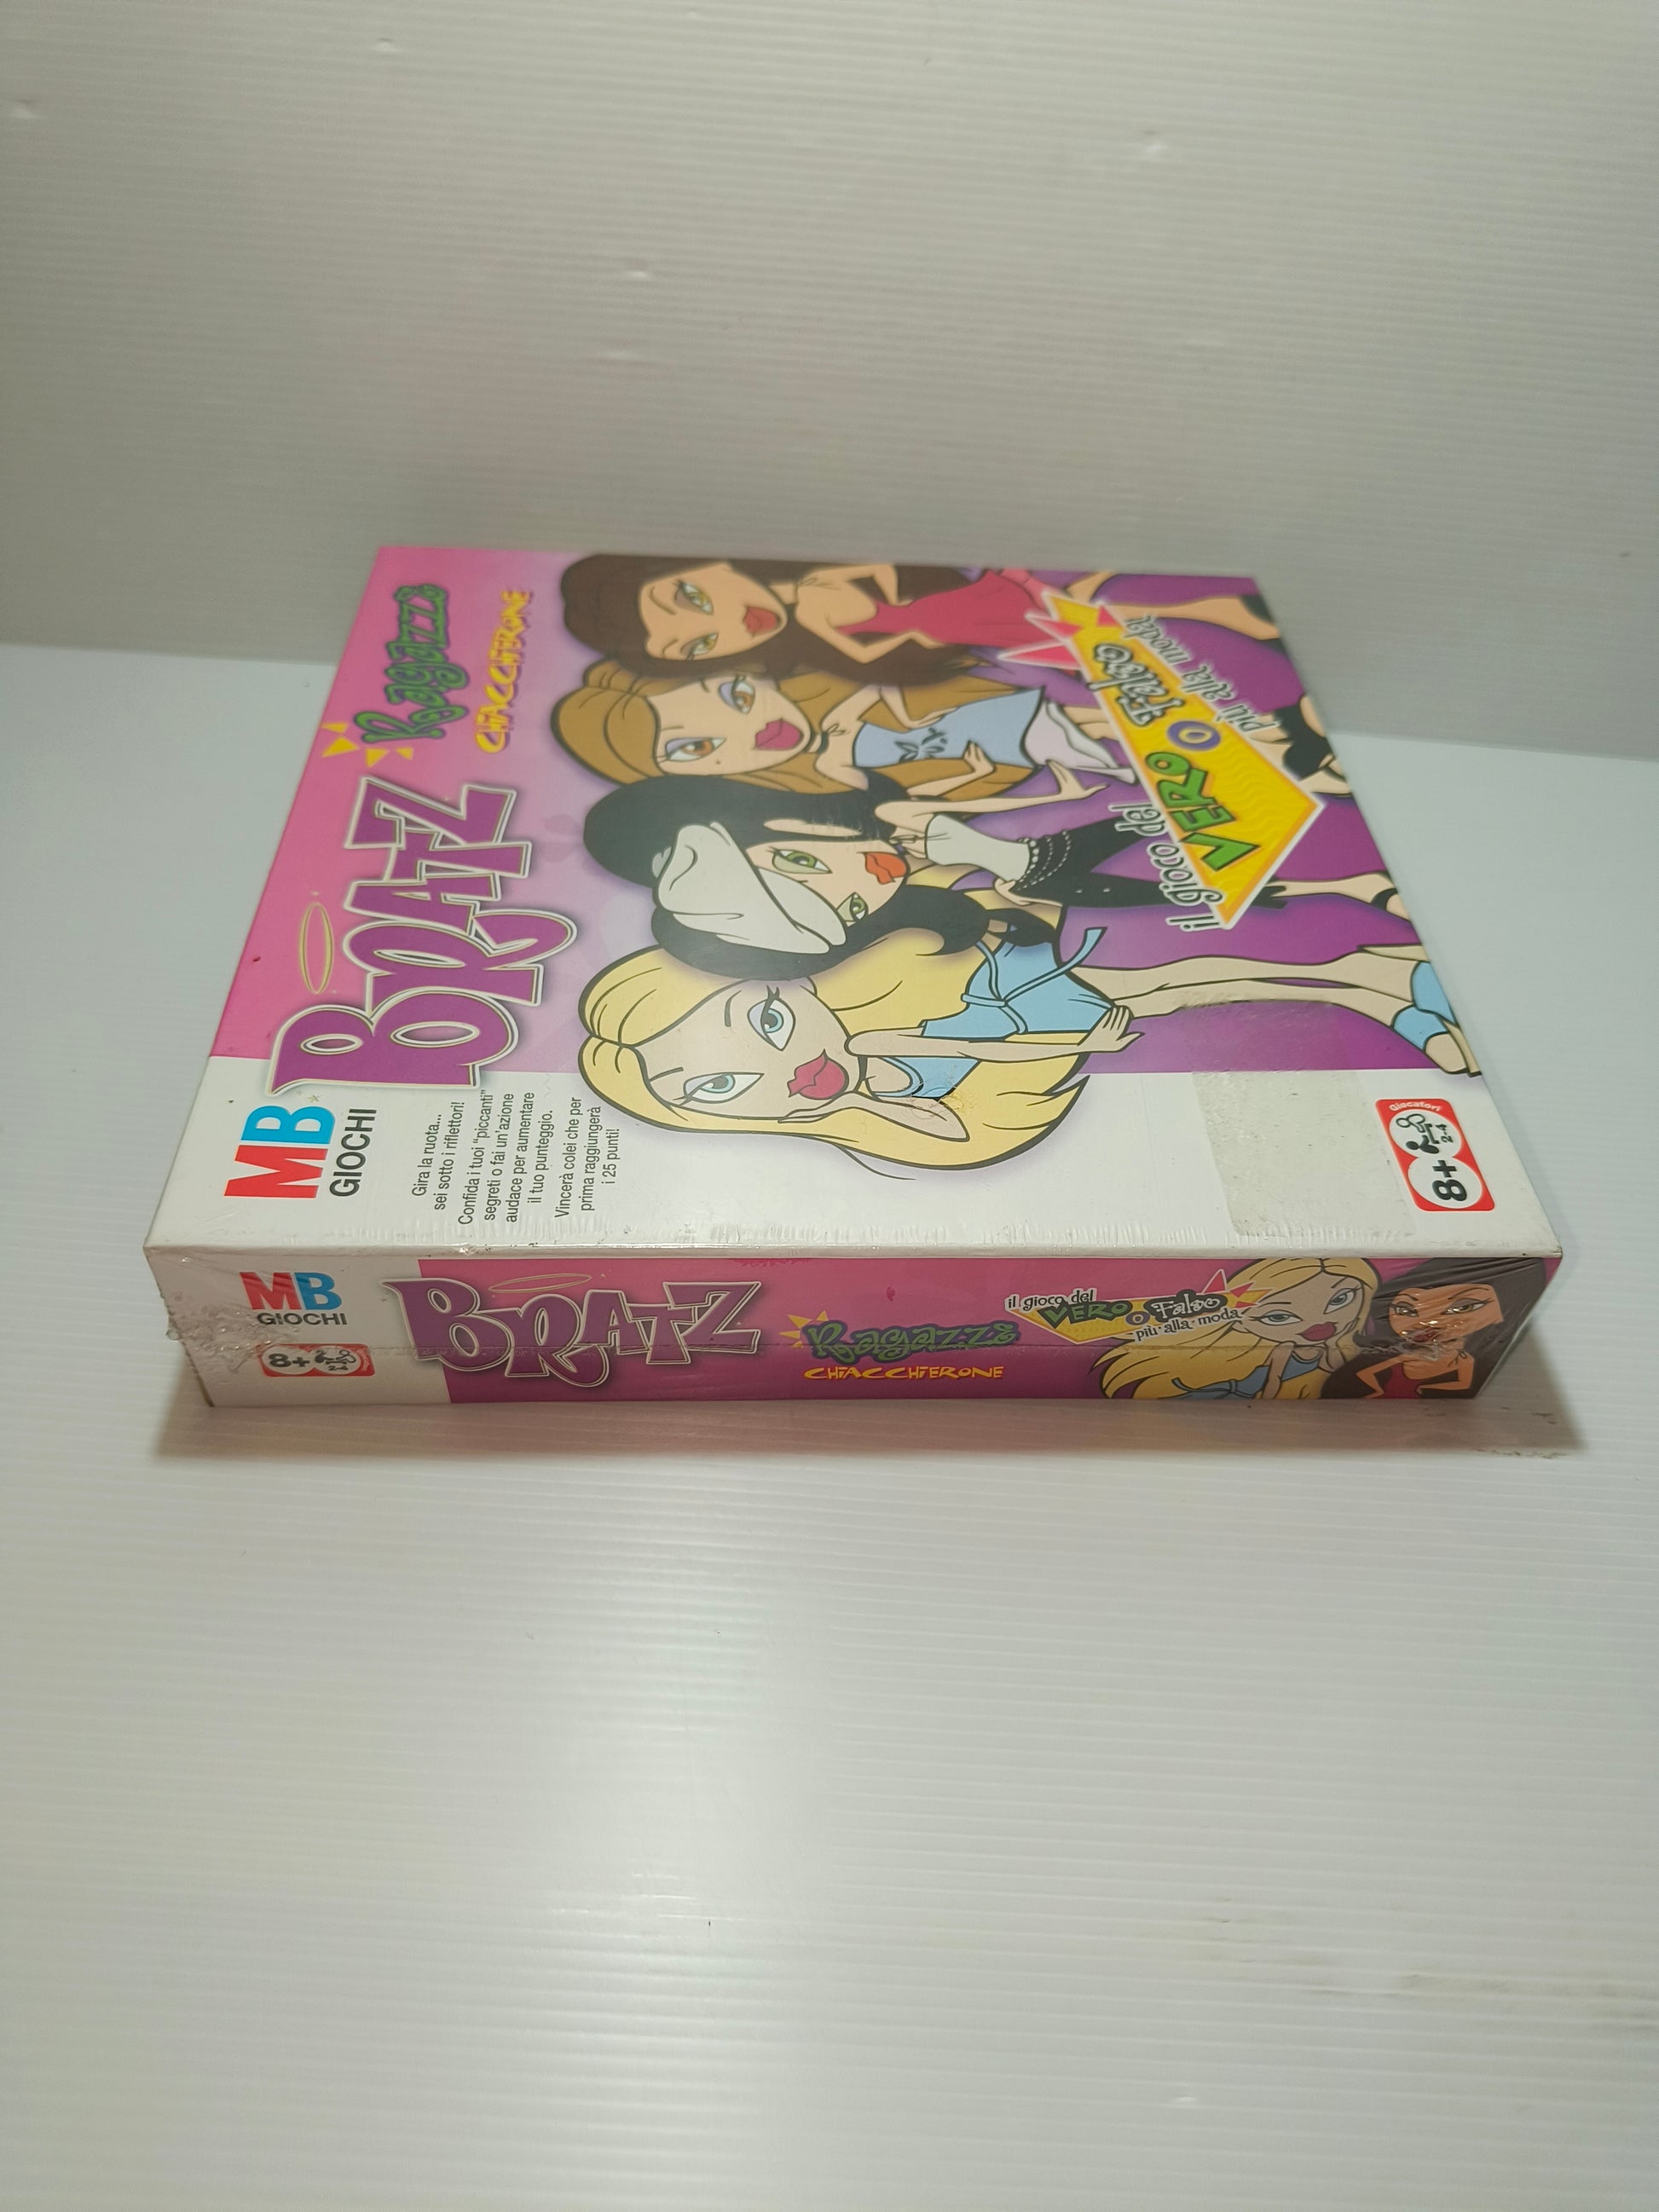 MB
GIOCHI
BRATZ
Ragazze
CHIACCHIERONE
Gira la ruota...
sei sotto i riflettori!
Confida i tuoi "piccanti"
segreti o fai un'azione
audace per aumentare
il tuo punteggio.
Vincerà colei che per
prima raggiungerà
i 25 punti!
il gioco del
VERO o Falso
più alla moda
8+
Giocatori
2-4
MB
GIOCHI
8+
2-4
BRATZ
Ragazze
CHIACCHIERONE
il gioco del
VERO o Falso
più alla moda